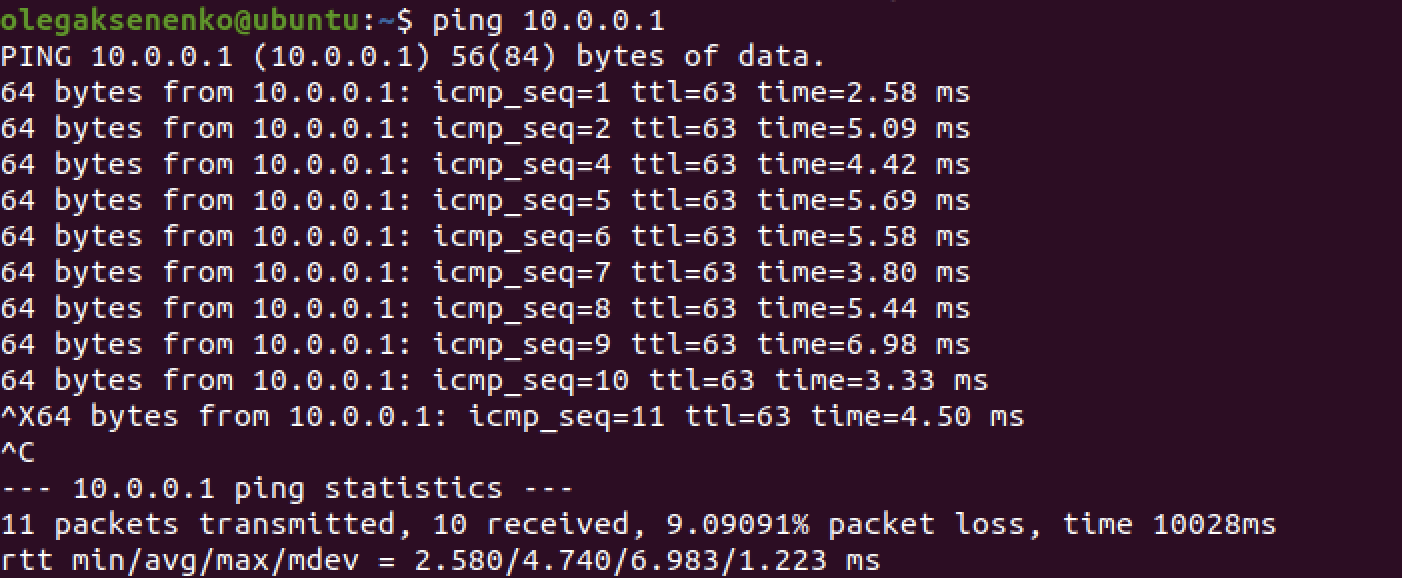 olegaksenenko@ubuntu:~$ ping 10.0.0.1
PING 10.0.0.1 (10.0.0.1) 56(84) bytes of data.
64 bytes from 10.0.0.1: icmp_seq=1 ttl=63 time=2.58 ms
64 bytes from 10.0.0.1: icmp_seq=2 ttl=63 time=5.09 ms
64 bytes from 10.0.0.1: icmp_seq=4 ttl=63 time=4.42 ms
64 bytes from 10.0.0.1: icmp_seq=5 ttl=63 time=5.69 ms
64 bytes from 10.0.0.1: icmp_seq=6 ttl=63 time=5.58 ms
64 bytes from 10.0.0.1: icmp_seq=7 ttl=63 time=3.80 ms
64 bytes from 10.0.0.1: icmp_seq=8 ttl=63 time=5.44 ms
64 bytes from 10.0.0.1: icmp_seq=9 ttl=63 time=6.98 ms
64 bytes from 10.0.0.1: icmp_seq=10 ttl=63 time=3.33 ms
^X64 bytes from 10.0.0.1: icmp_seq=11 ttl=63 time=4.50 ms
^C
--- 10.0.0.1 ping statistics ---
11 packets transmitted, 10 received, 9.09091% packet loss, time 10028ms
rtt min/avg/max/mdev = 2.580/4.740/6.983/1.223 ms